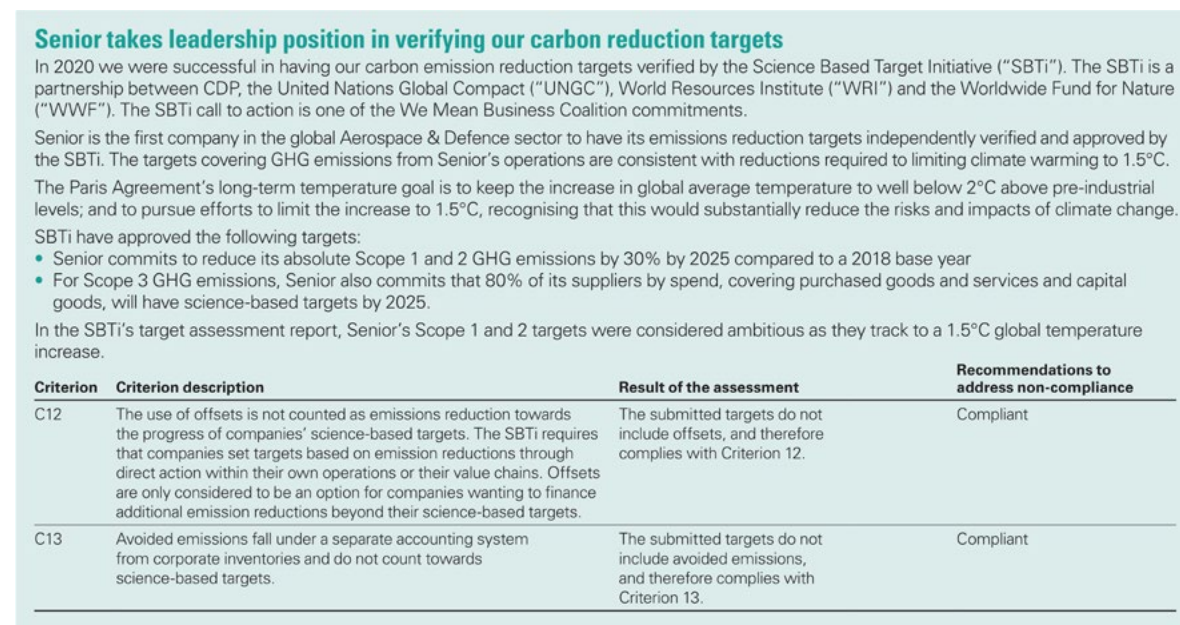 Senior takes leadership position in verifying our carbon reduction targets
In 2020 we were successful in having our carbon emission reduction targets verified by the Science Based Target Initiative (“SBTi”). The SBTi is a
partnership between CDP, the United Nations Global Compact (“UNGC”), World Resources Institute (“WRI”) and the Worldwide Fund for Nature
(“WWF”). The SBTi call to action is one of the We Mean Business Coalition commitments.
Senior is the first company in the global Aerospace & Defence sector to have its emissions reduction targets independently verified and approved by
the SBTi. The targets covering GHG emissions from Senior’s operations are consistent with reductions required to limiting climate warming to 1.5°C.
The Paris Agreement’s long-term temperature goal is to keep the increase in global average temperature to well below 2°C above pre-industrial
levels; and to pursue efforts to limit the increase to 1.5°C, recognising that this would substantially reduce the risks and impacts of climate change.
SBTi have approved the following targets:
• Senior commits to reduce its absolute Scope 1 and 2 GHG emissions by 30% by 2025 compared to a 2018 base year
• For Scope 3 GHG emissions, Senior also commits that 80% of its suppliers by spend, covering purchased goods and services and capital
goods, will have science-based targets by 2025.
In the SBTi’s target assessment report, Senior’s Scope 1 and 2 targets were considered ambitious as they track to a 1.5°C global temperature
increase.
Criterion Criterion description Result of the assessment Recommendations to address non-compliance
C12 The use of offsets is not counted as emissions reduction towards The submitted targets do not Compliant
the progress of companies’ science-based targets. The SBTi requires include offsets, and therefore
that companies set targets based on emission reductions through complies with Criterion 12.
direct action within their own operations or their value chains. Offsets
are only considered to be an option for companies wanting to finance
additional emission reductions beyond their science-based targets.
C13 Avoided emissions fall under a separate accounting system The submitted targets do not Compliant
from corporate inventories and do not count towards include avoided emissions,
science-based targets. and therefore complies with
Criterion 13.